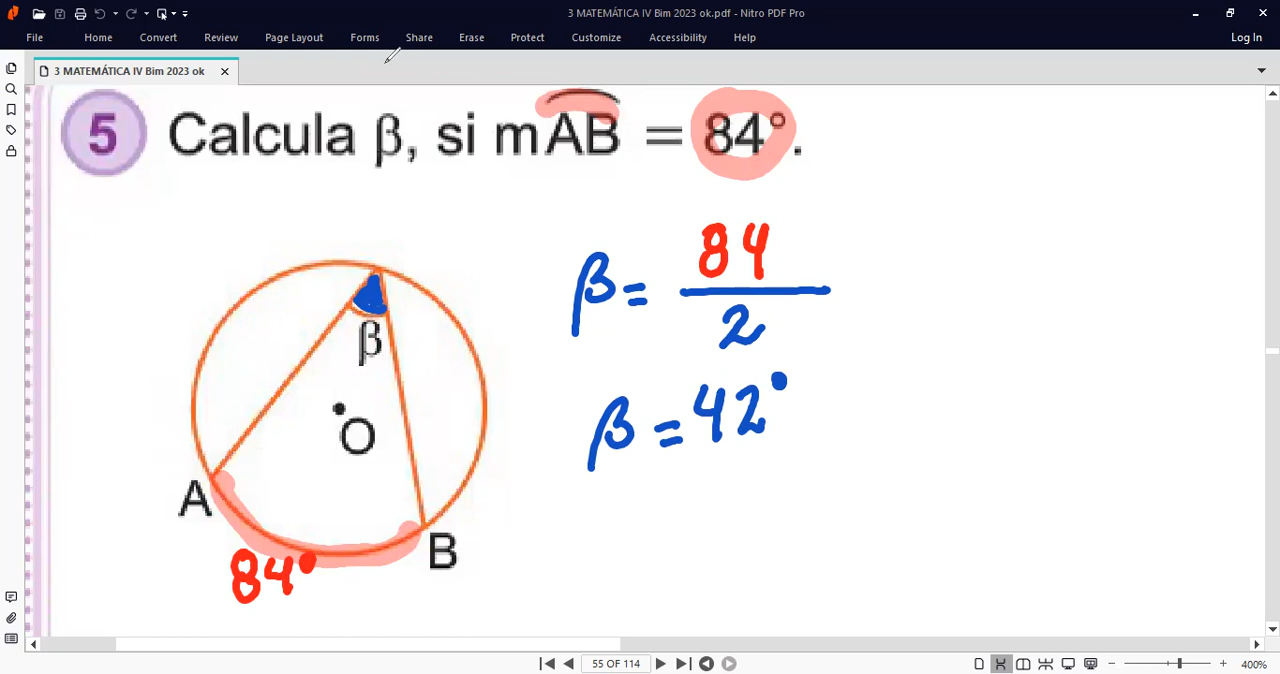 3 MATEMÁTICA IV Bim 2023 ok.pdf - Nitro PDF Pro
File Home Convert Review Page Layout Forms Share Erase Protect Customize Accessibility Help Log In
3 MATEMÁTICA IV Bim 2023 ok
5 Calcula β, si mAB = 84°.
β = 84
2
β = 42°
β
O
A
B
84°
55 OF 114
400%